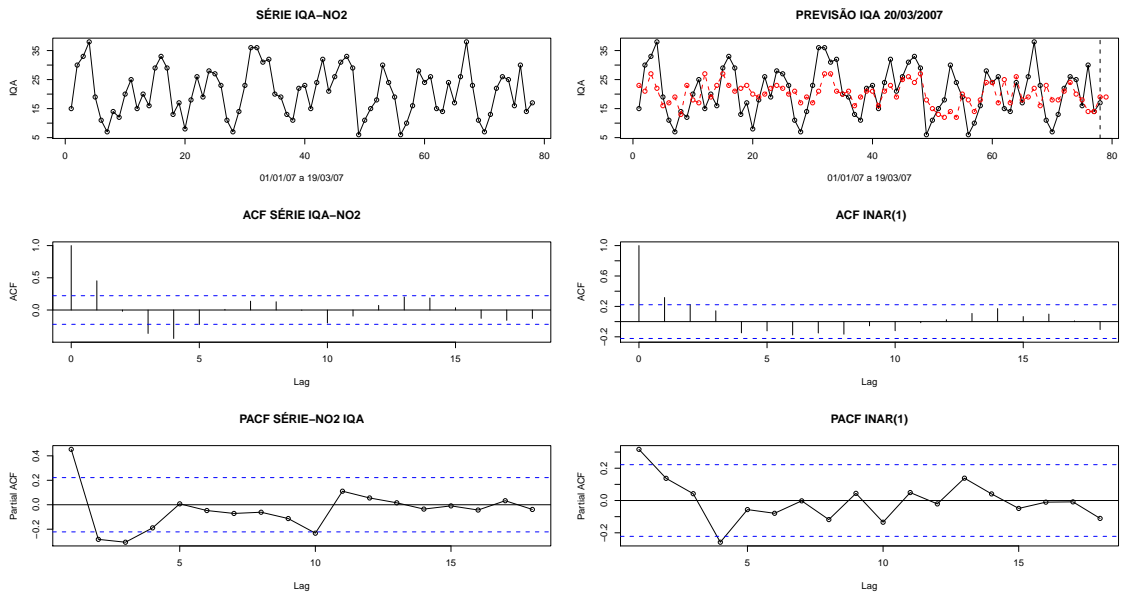 SÉRIE IQA−NO2
IQA
5 15 25 35
0 20 40 60 80
01/01/07 a 19/03/07
PREVISÃO IQA 20/03/2007
IQA
5 15 25 35
0 20 40 60 80
01/01/07 a 19/03/07
ACF SÉRIE IQA−NO2
ACF
0.0 0.5 1.0
0 5 10 15
Lag
ACF INAR(1)
ACF
−0.2 0.2 0.6 1.0
0 5 10 15
Lag
PACF SÉRIE−NO2 IQA
Partial ACF
−0.2 0.0 0.2 0.4
5 10 15
Lag
PACF INAR(1)
Partial ACF
−0.2 0.0 0.2
5 10 15
Lag